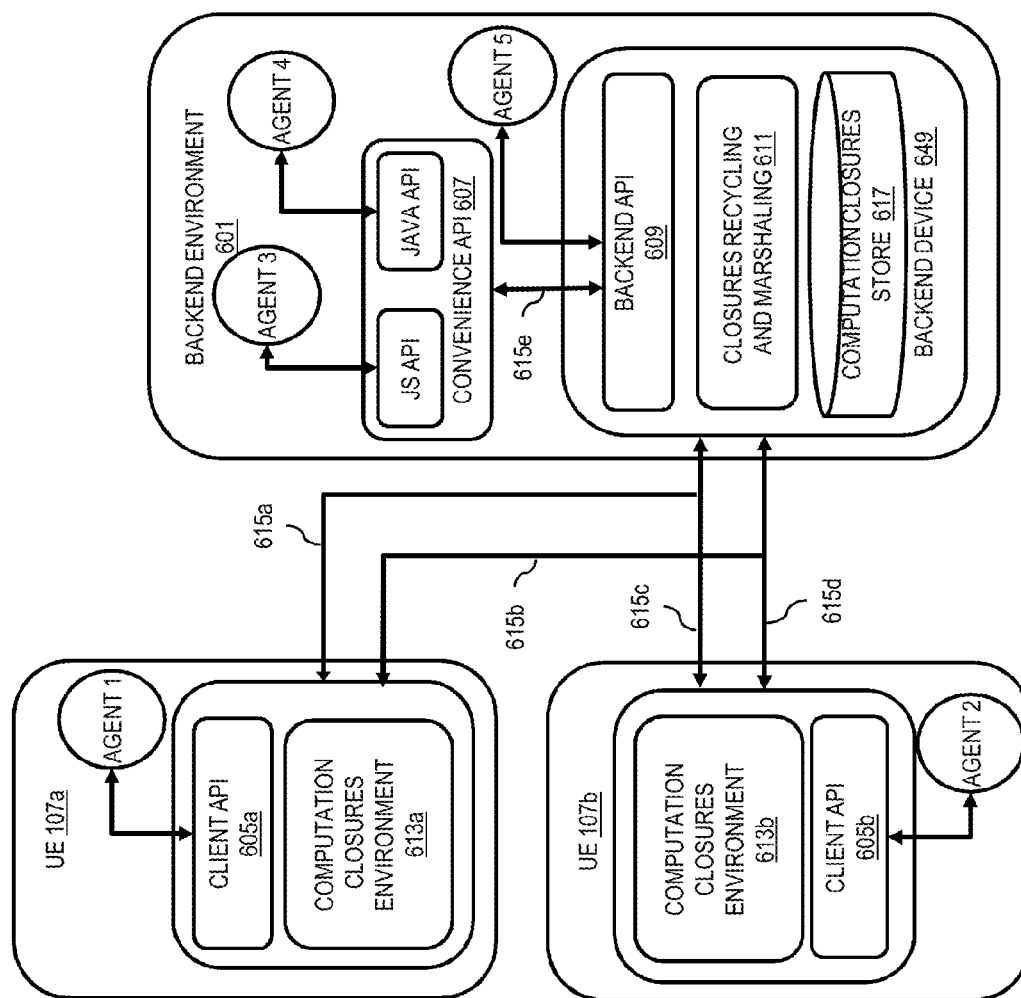 BACKEND ENVIRONMENT
601
AGENT 3
AGENT 4
JS API
JAVA API
CONVENIENCE API 607
AGENT 5
615e
BACKEND API
609
CLOSURES RECYCLING
AND MARSHALING 611
COMPUTATION CLOSURES
STORE 617
BACKEND DEVICE 649
615a
615b
615c
615d
UE 107a
AGENT 1
CLIENT API
605a
COMPUTATION
CLOSURES
ENVIRONMENT
613a
UE 107b
COMPUTATION
CLOSURES
ENVIRONMENT
613b
CLIENT API
605b
AGENT 2